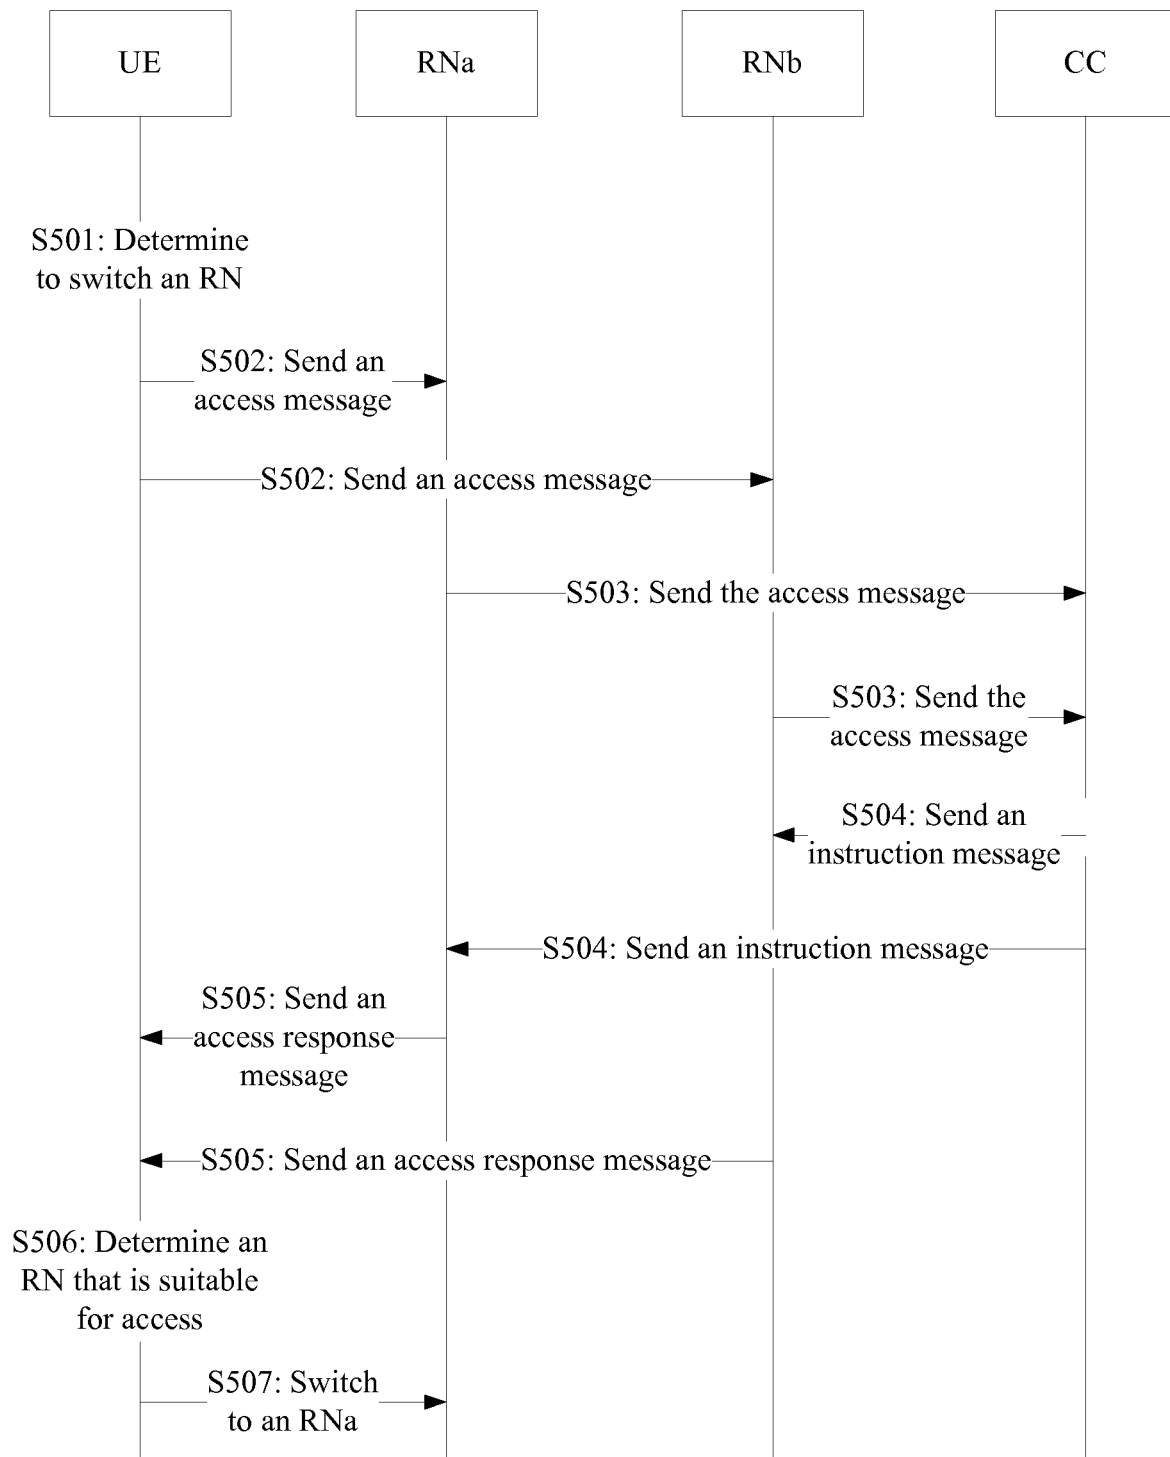 UE
RNa
RNb
CC
S501: Determine
to switch an RN
S502: Send an
access message
S502: Send an access message
S503: Send the access message
S503: Send the
access message
S504: Send an
instruction message
S504: Send an instruction message
S505: Send an
access response
message
S505: Send an access response message
S506: Determine an
RN that is suitable
for access
S507: Switch
to an RNa